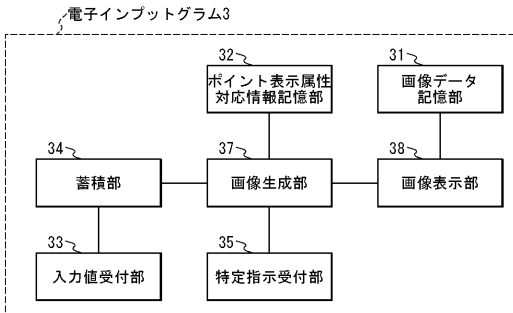 電子インプットグラム3
32
ポイント表示属性
対応情報記憶部
31
画像データ
記憶部
34
蓄積部
37
画像生成部
38
画像表示部
33
入力値受付部
35
特定指示受付部